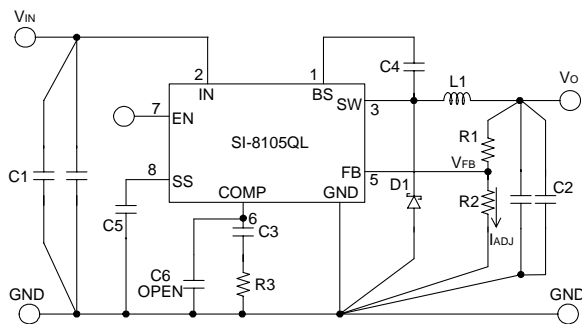 VIN
C4
L1
VO
2
1
IN
BS
SW
3
7
EN
SI-8105QL
R1
C1
8
SS
FB
5
VFB
D1
C2
COMP
GND
R2
C5
6
C3
IADJ
C6
OPEN
R3
GND
GND